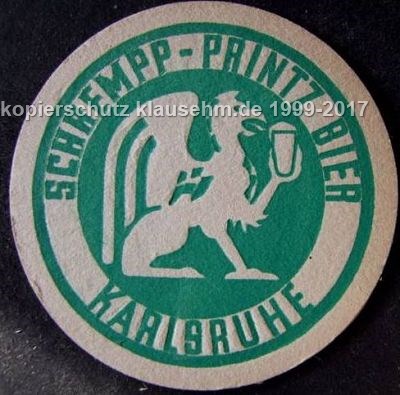 SCHREMPP-PRINTZ BIER
kopierschutz klausehm.de 1999-2017
KARLSRUHE